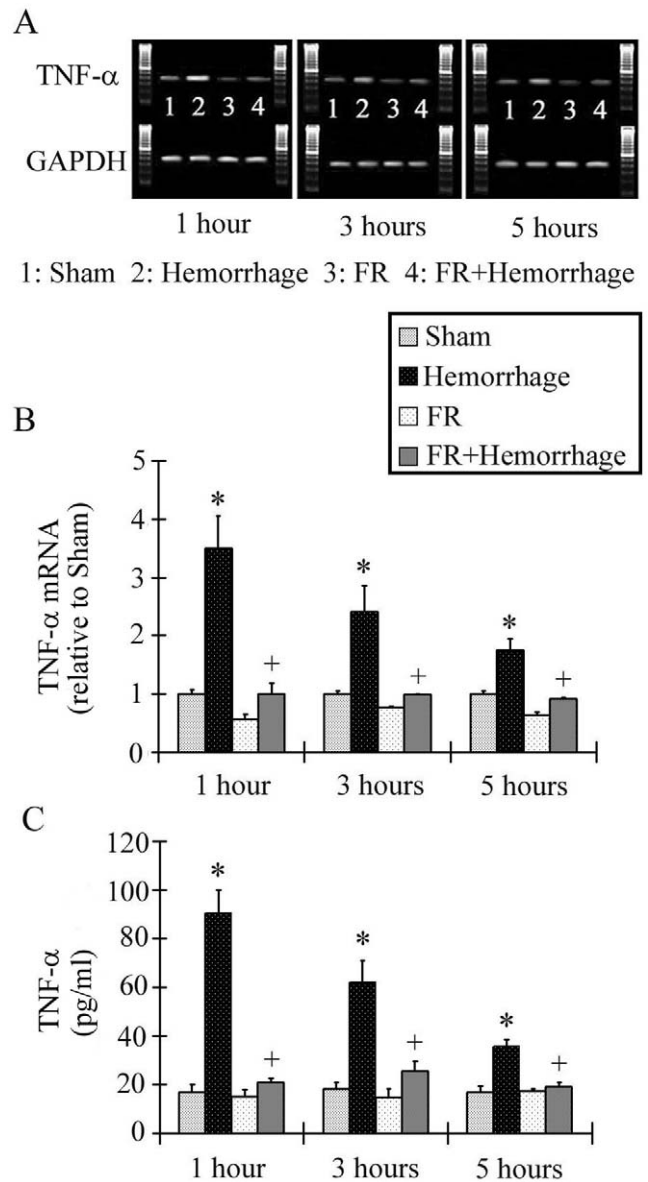 A
TNF-α
1 2 3 4 1 2 3 4 1 2 3 4
GAPDH
1 hour 3 hours 5 hours
1: Sham 2: Hemorrhage 3: FR 4: FR+Hemorrhage
Sham
Hemorrhage
FR
FR+Hemorrhage
B
TNF-α mRNA
(relative to Sham)
5
4
3
2
1
0
* + * + * +
1 hour 3 hours 5 hours
C
TNF-α
(pg/ml)
120
100
80
60
40
20
0
* + * + * +
1 hour 3 hours 5 hours